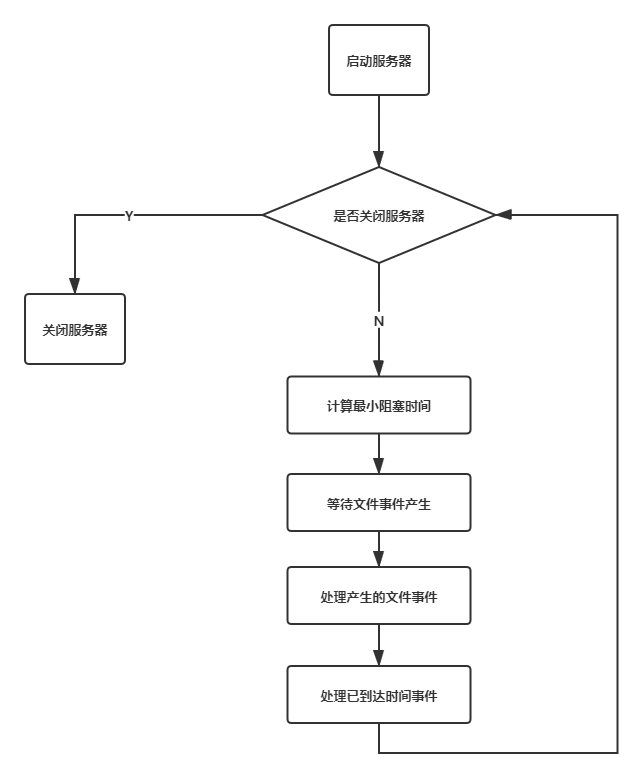 启动服务器
是否关闭服务器
Y
关闭服务器
N
计算最小阻塞时间
等待文件事件产生
处理产生的文件事件
处理已到达时间事件